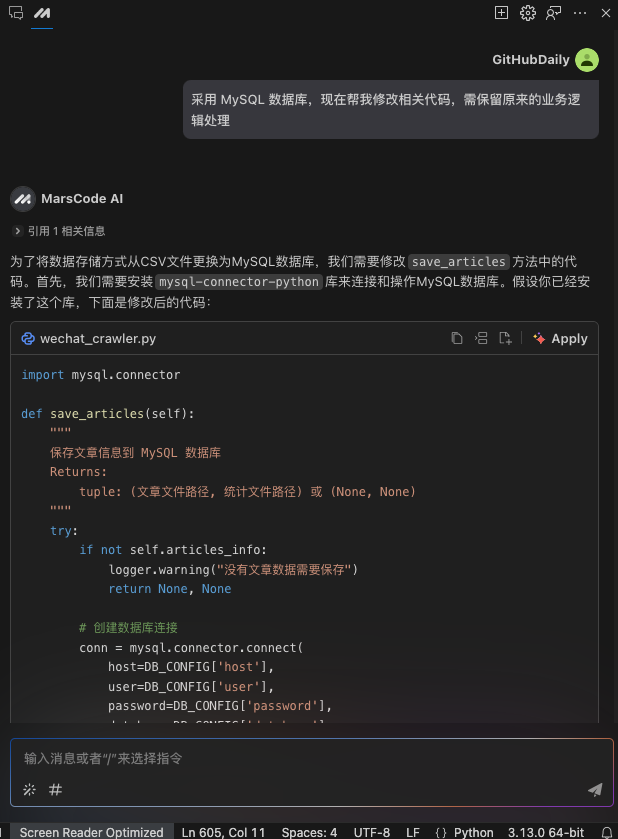 GitHubDaily
采用 MySQL 数据库，现在帮我修改相关代码，需保留原来的业务逻
辑处理
MarsCode AI
引用 1 相关信息
为了将数据存储方式从CSV文件更换为MySQL数据库，我们需要修改 save_articles 方法中的代
码。首先，我们需要安装 mysql-connector-python 库来连接和操作MySQL数据库。假设你已经安
装了这个库，下面是修改后的代码：
wechat_crawler.py
Apply
import mysql.connector
def save_articles(self):
"""
保存文章信息到 MySQL 数据库
Returns:
tuple: (文章文件路径, 统计文件路径) 或 (None, None)
"""
try:
if not self.articles_info:
logger.warning("没有文章数据需要保存")
return None, None
# 创建数据库连接
conn = mysql.connector.connect(
host=DB_CONFIG['host'],
user=DB_CONFIG['user'],
password=DB_CONFIG['password'],
输入消息或者“/”来选择指令
Screen Reader Optimized Ln 605, Col 11 Spaces: 4 UTF-8 LF {} Python 3.13.0 64-bit